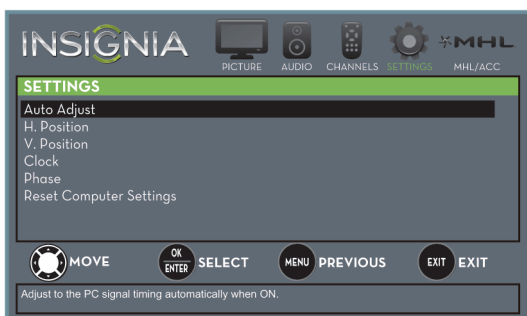 INSIGNIA
PICTURE AUDIO CHANNELS SETTINGS MHL/ACC
MHL
SETTINGS
Auto Adjust
H. Position
V. Position
Clock
Phase
Reset Computer Settings
MOVE OK ENTER SELECT MENU PREVIOUS EXIT EXIT
Adjust to the PC signal timing automatically when ON.